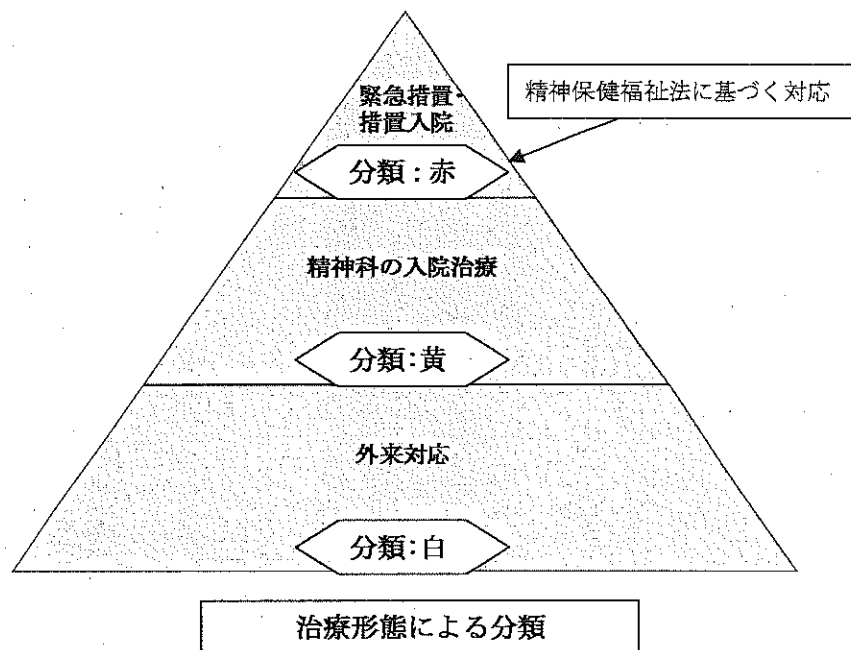 緊急措置・
措置入院
精神保健福祉法に基づく対応
分類:赤
精神科の入院治療
分類:黄
外来対応
分類:白
治療形態による分類